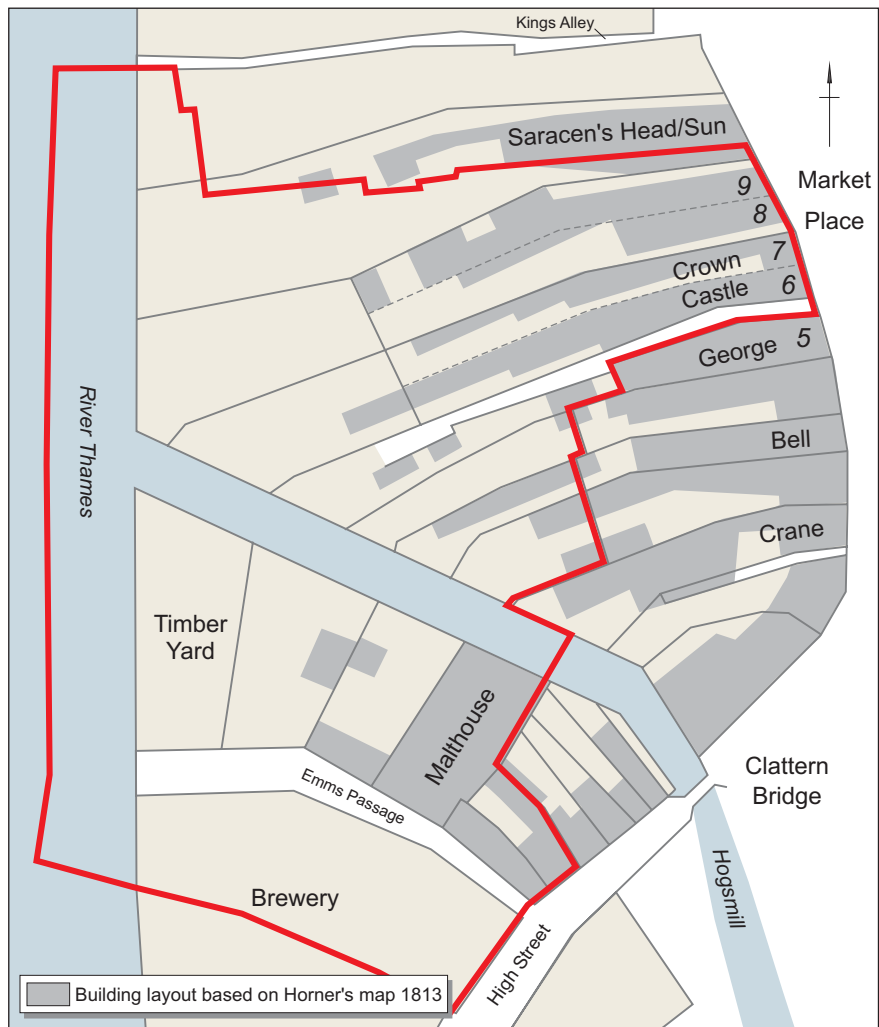 Kings Alley
Saracen's Head/Sun
Market
Place
9
8
Crown 7
Castle 6
George 5
River Thames
Bell
Crane
Timber
Yard
Malthouse
Emms Passage
Clattern
Bridge
Brewery
Hogsmill
High Street
Building layout based on Horner's map 1813